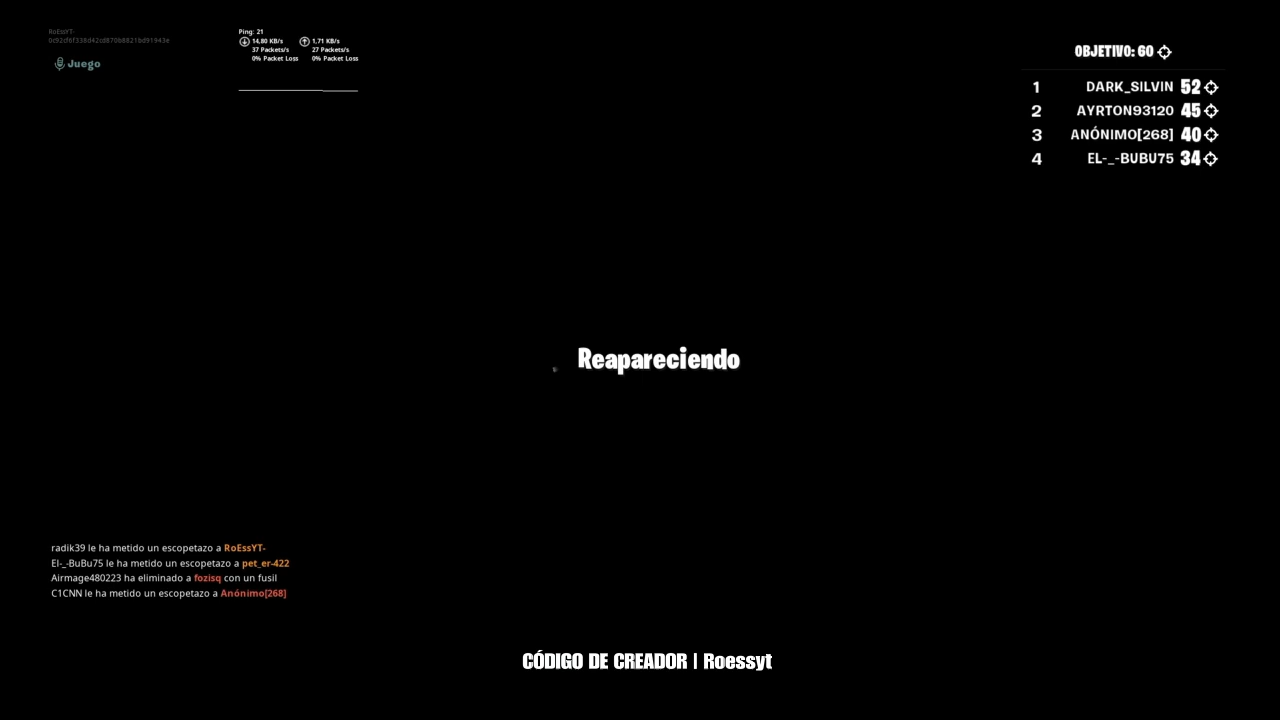 RoEssYT-
0c92cf6f338d42cd870b8821bd91943e
Juego
Ping: 21
14,80 KB/s
37 Packets/s
0% Packet Loss
1,71 KB/s
27 Packets/s
0% Packet Loss
OBJETIVO: 60
1 DARK_SILVIN 52
2 AYRTON93120 45
3 ANÓNIMO[268] 40
4 EL-_-BUBU75 34
Reapareciendo
radik39 le ha metido un escopetazo a RoEssYT-
El-_-BuBu75 le ha metido un escopetazo a pet_er-422
Airmage480223 ha eliminado a fozisq con un fusil
C1CNN le ha metido un escopetazo a Anónimo[268]
CÓDIGO DE CREADOR | Roessyt